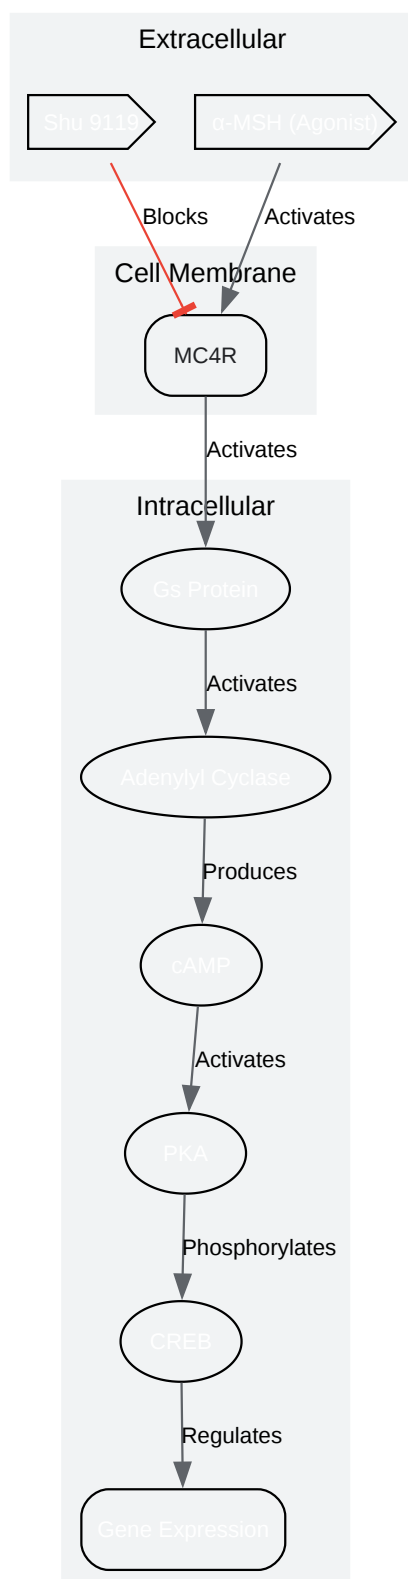 Extracellular
Shu 9119
α-MSH (Agonist)
Blocks
Activates
Cell Membrane
MC4R
Activates
Intracellular
Gs Protein
Activates
Adenylyl Cyclase
Produces
cAMP
Activates
PKA
Phosphorylates
CREB
Regulates
Gene Expression